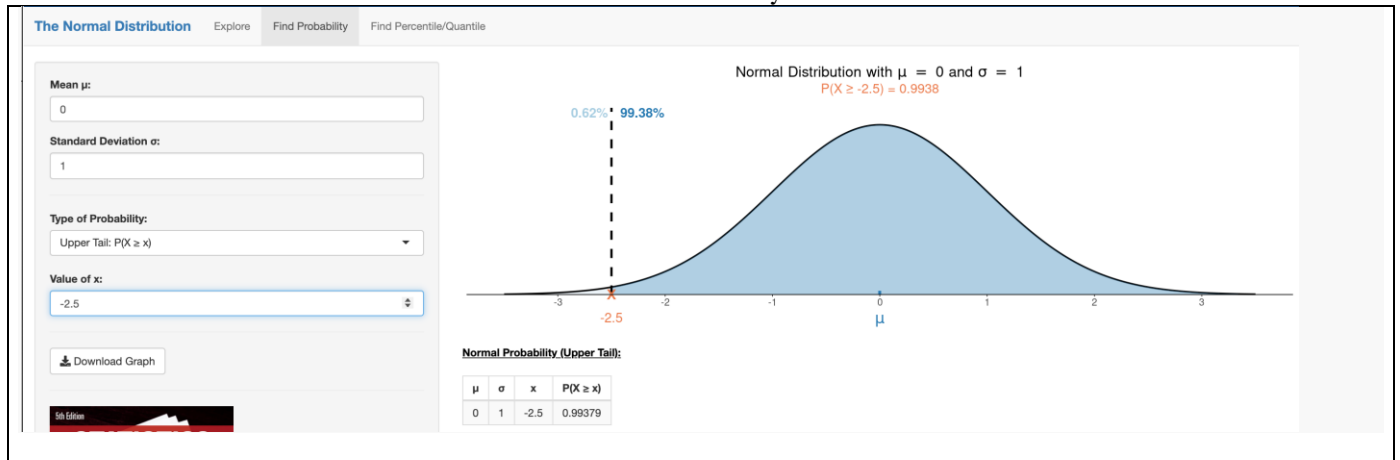 The Normal Distribution Explore Find Probability Find Percentile/Quantile
Mean μ:
0
Standard Deviation σ:
1
Type of Probability:
Upper Tail: P(X ≥ x)
Value of x:
-2.5
Download Graph
5th Edition
Normal Distribution with μ = 0 and σ = 1
P(X ≥ -2.5) = 0.9938
0.62% 99.38%
-3 -2 -1 0 1 2 3
-2.5 μ
Normal Probability (Upper Tail):
μ σ x P(X ≥ x)
0 1 -2.5 0.99379